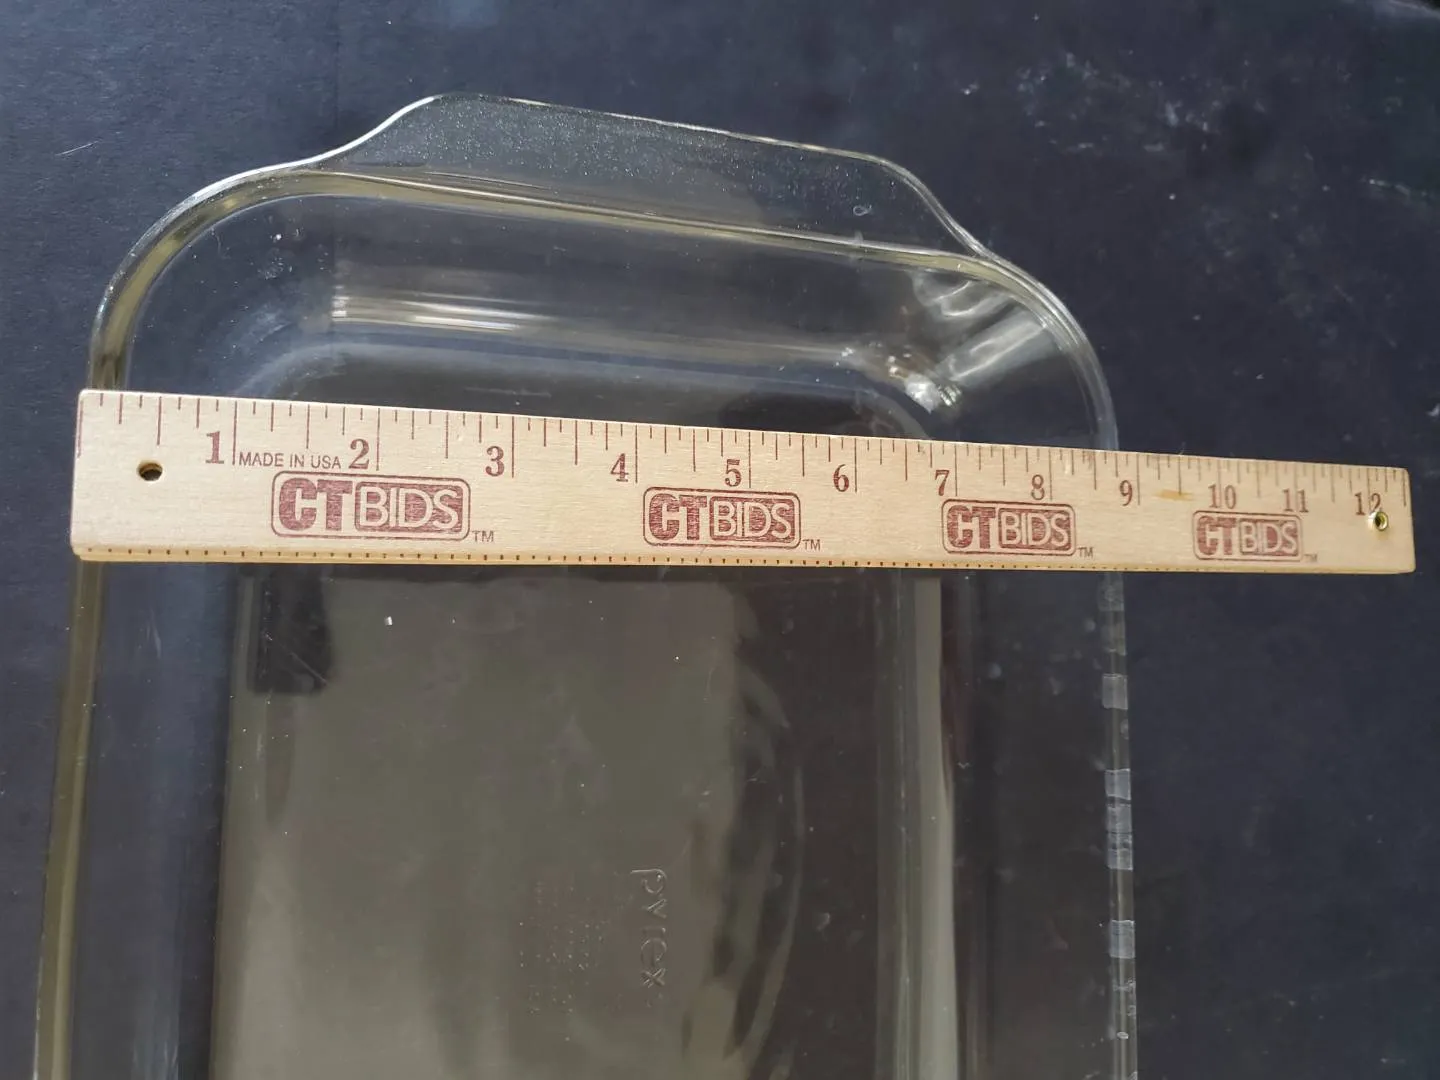 1 2 3 4 5 6 7 8 9 10 11 12
MADE IN USA
CTBIDS™ CTBIDS™ CTBIDS™ CTBIDS™
pyrex